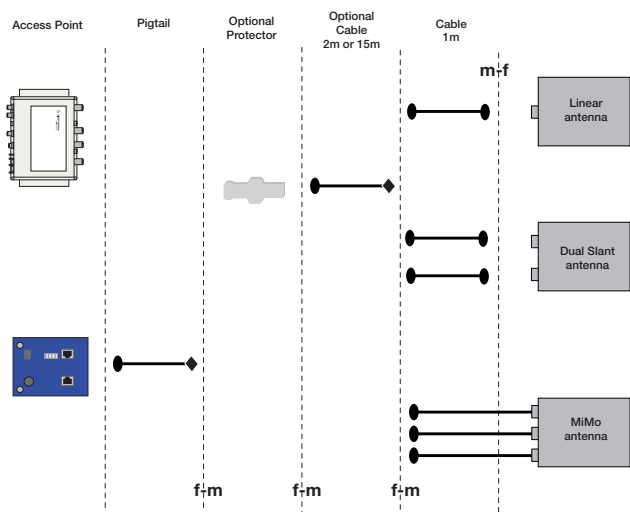 Access Point
Pigtail
Optional
Protector
Optional
Cable
2m or 15m
Cable
1m
m-f
Linear
antenna
Dual Slant
antenna
MiMo
antenna
f-m
f-m
f-m